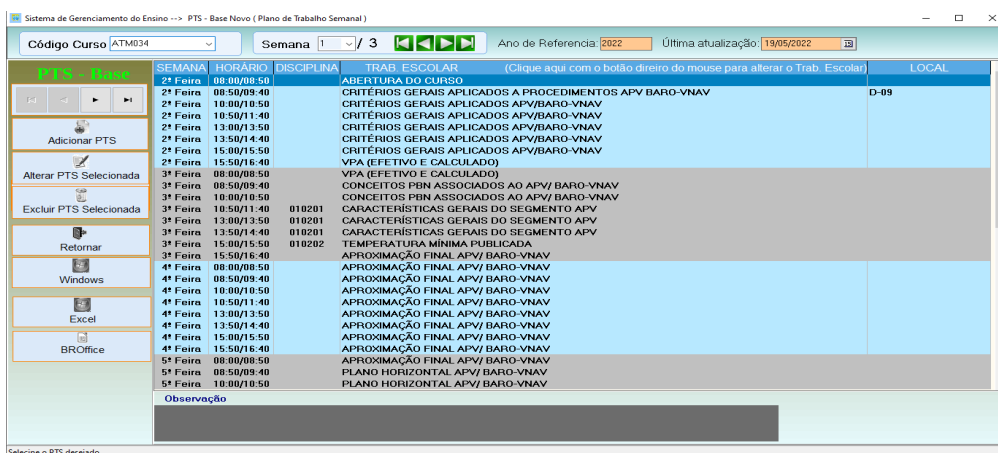 Sistema de Gerenciamento do Ensino --> PTS - Base Novo ( Plano de Trabalho Semanal )
Código Curso ATM034 Semana 1 / 3 Ano de Referencia: 2022 Última atualização: 19/05/2022 15
PTS - Base
Adicionar PTS
Alterar PTS Selecionada
Excluir PTS Selecionada
Retornar
Windows
Excel
BROffice
SEMANA HORÁRIO DISCIPLINA TRAB. ESCOLAR (Clique aqui com o botão direiro do mouse para alterar o Trab. Escolar) LOCAL
2ª Feira 08:00/08:50 ABERTURA DO CURSO
2ª Feira 08:50/09:40 CRITÉRIOS GERAIS APLICADOS A PROCEDIMENTOS APV BARO-VNAV D-09
2ª Feira 10:00/10:50 CRITÉRIOS GERAIS APLICADOS APV/BARO-VNAV
2ª Feira 10:50/11:40 CRITÉRIOS GERAIS APLICADOS APV/BARO-VNAV
2ª Feira 13:00/13:50 CRITÉRIOS GERAIS APLICADOS APV/BARO-VNAV
2ª Feira 13:50/14:40 CRITÉRIOS GERAIS APLICADOS APV/BARO-VNAV
2ª Feira 15:00/15:50 CRITÉRIOS GERAIS APLICADOS APV/BARO-VNAV
2ª Feira 15:50/16:40 VPA (EFETIVO E CALCULADO)
3ª Feira 08:00/08:50 VPA (EFETIVO E CALCULADO)
3ª Feira 08:50/09:40 CONCEITOS PBN ASSOCIADOS AO APV/ BARO-VNAV
3ª Feira 10:00/10:50 CONCEITOS PBN ASSOCIADOS AO APV/ BARO-VNAV
3ª Feira 10:50/11:40 010201 CARACTERÍSTICAS GERAIS DO SEGMENTO APV
3ª Feira 13:00/13:50 010201 CARACTERÍSTICAS GERAIS DO SEGMENTO APV
3ª Feira 13:50/14:40 010201 CARACTERÍSTICAS GERAIS DO SEGMENTO APV
3ª Feira 15:00/15:50 010202 TEMPERATURA MÍNIMA PUBLICADA
3ª Feira 15:50/16:40 APROXIMAÇÃO FINAL APV/ BARO-VNAV
4ª Feira 08:00/08:50 APROXIMAÇÃO FINAL APV/ BARO-VNAV
4ª Feira 08:50/09:40 APROXIMAÇÃO FINAL APV/ BARO-VNAV
4ª Feira 10:00/10:50 APROXIMAÇÃO FINAL APV/ BARO-VNAV
4ª Feira 10:50/11:40 APROXIMAÇÃO FINAL APV/ BARO-VNAV
4ª Feira 13:00/13:50 APROXIMAÇÃO FINAL APV/ BARO-VNAV
4ª Feira 13:50/14:40 APROXIMAÇÃO FINAL APV/ BARO-VNAV
4ª Feira 15:00/15:50 APROXIMAÇÃO FINAL APV/ BARO-VNAV
4ª Feira 15:50/16:40 APROXIMAÇÃO FINAL APV/ BARO-VNAV
5ª Feira 08:00/08:50 APROXIMAÇÃO FINAL APV/ BARO-VNAV
5ª Feira 08:50/09:40 PLANO HORIZONTAL APV/ BARO-VNAV
5ª Feira 10:00/10:50 PLANO HORIZONTAL APV/ BARO-VNAV
Observação
Selecine o PTS desejado